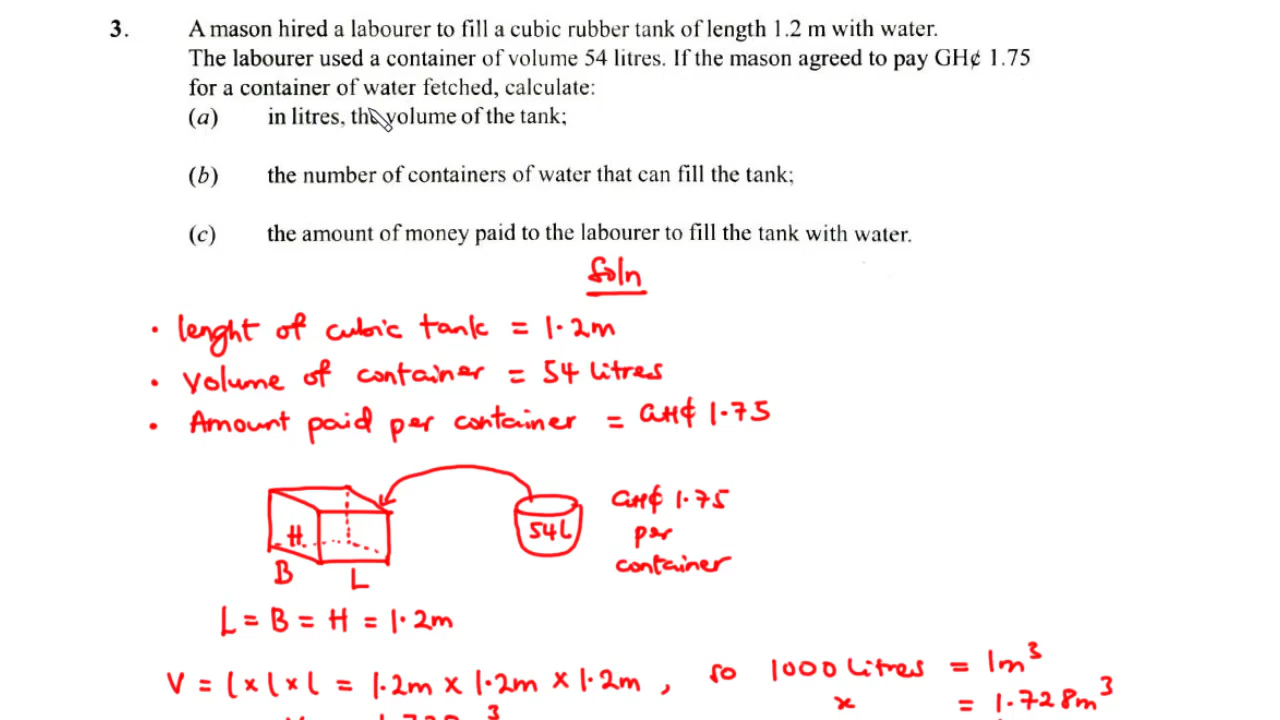 3. A mason hired a labourer to fill a cubic rubber tank of length 1.2 m with water.
The labourer used a container of volume 54 litres. If the mason agreed to pay GH¢ 1.75
for a container of water fetched, calculate:
(a) in litres, the volume of the tank;
(b) the number of containers of water that can fill the tank;
(c) the amount of money paid to the labourer to fill the tank with water.
Soln
• lenght of cubic tank = 1.2m
• Volume of container = 54 litres
• Amount paid per container = GH¢ 1.75
H
B
L
54L
GH¢ 1.75
per
container
L = B = H = 1.2m
V = l x l x l = 1.2m x 1.2m x 1.2m , so 1000 litres = 1m³
x = 1.728m³